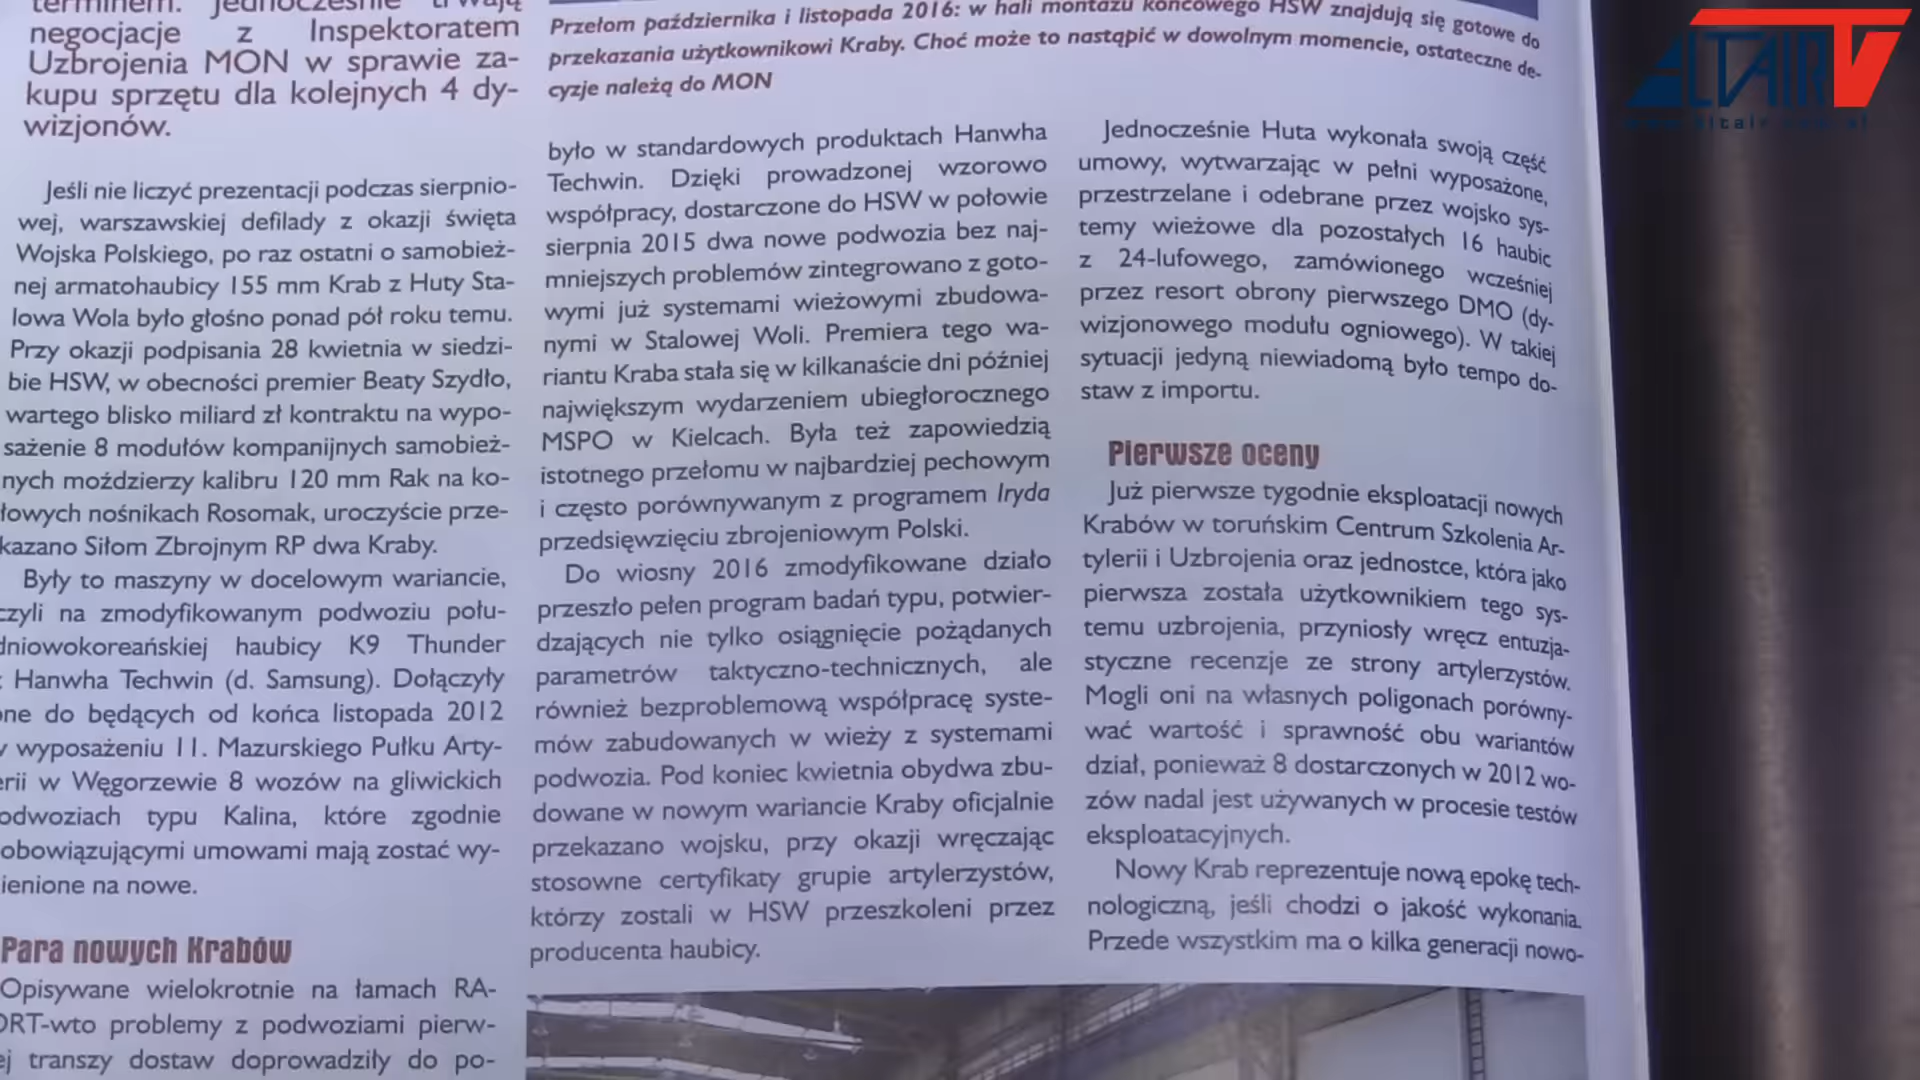 terminem. Jednocześnie trwają
negocjacje z Inspektoratem
Uzbrojenia MON w sprawie za-
kupu sprzętu dla kolejnych 4 dy-
wizjonów.
Jeśli nie liczyć prezentacji podczas sierpnio-
wej, warszawskiej defilady z okazji święta
Wojska Polskiego, po raz ostatni o samobież-
nej armatohaubicy 155 mm Krab z Huty Sta-
lowa Wola było głośno ponad pół roku temu.
Przy okazji podpisania 28 kwietnia w siedzi-
bie HSW, w obecności premier Beaty Szydło,
wartego blisko miliard zł kontraktu na wypo-
sażenie 8 modułów kompanijnych samobież-
nych moździerzy kalibru 120 mm Rak na ko-
łowych nośnikach Rosomak, uroczyście prze-
kazano Siłom Zbrojnym RP dwa Kraby.
Były to maszyny w docelowym wariancie,
czyli na zmodyfikowanym podwoziu połu-
dniowokoreańskiej haubicy K9 Thunder
Hanwha Techwin (d. Samsung). Dołączyły
one do będących od końca listopada 2012
w wyposażeniu 11. Mazurskiego Pułku Arty-
erii w Węgorzewie 8 wozów na gliwickich
odwoziach typu Kalina, które zgodnie
obowiązującymi umowami mają zostać wy-
ienione na nowe.
Para nowych Krabów
Opisywane wielokrotnie na łamach RA-
ORT-wto problemy z podwoziami pierw-
ej transzy dostaw doprowadziły do po-
Przełom października i listopada 2016: w hali montażu końcowego HSW znajdują się gotowe do
przekazania użytkownikowi Kraby. Choć może to nastąpić w dowolnym momencie, ostateczne de-
cyzje należą do MON
było w standardowych produktach Hanwha
Techwin. Dzięki prowadzonej wzorowo
współpracy, dostarczone do HSW w połowie
sierpnia 2015 dwa nowe podwozia bez naj-
mniejszych problemów zintegrowano z goto-
wymi już systemami wieżowymi zbudowa-
nymi w Stalowej Woli. Premiera tego wa-
riantu Kraba stała się w kilkanaście dni później
największym wydarzeniem ubiegłorocznego
MSPO w Kielcach. Była też zapowiedzią
istotnego przełomu w najbardziej pechowym
i często porównywanym z programem Iryda
przedsięwzięciu zbrojeniowym Polski.
Do wiosny 2016 zmodyfikowane działo
przeszło pełen program badań typu, potwier-
dzających nie tylko osiągnięcie pożądanych
parametrów taktyczno-technicznych, ale
również bezproblemową współpracę syste-
mów zabudowanych w wieży z systemami
podwozia. Pod koniec kwietnia obydwa zbu-
dowane w nowym wariancie Kraby oficjalnie
przekazano wojsku, przy okazji wręczając
stosowne certyfikaty grupie artylerzystów,
którzy zostali w HSW przeszkoleni przez
producenta haubicy.
Jednocześnie Huta wykonała swoją część
umowy, wytwarzając w pełni wyposażone,
przestrzelane i odebrane przez wojsko sys-
temy wieżowe dla pozostałych 16 haubic
z 24-lufowego, zamówionego wcześniej
przez resort obrony pierwszego DMO (dy-
wizjonowego modułu ogniowego). W takiej
sytuacji jedyną niewiadomą było tempo do-
staw z importu.
Pierwsze oceny
Już pierwsze tygodnie eksploatacji nowych
Krabów w toruńskim Centrum Szkolenia Ar-
tylerii i Uzbrojenia oraz jednostce, która jako
pierwsza została użytkownikiem tego sys-
temu uzbrojenia, przyniosły wręcz entuzja-
styczne recenzje ze strony artylerzystów.
Mogli oni na własnych poligonach porówny-
wać wartość i sprawność obu wariantów
dział, ponieważ 8 dostarczonych w 2012 wo-
zów nadal jest używanych w procesie testów
eksploatacyjnych.
Nowy Krab reprezentuje nową epokę tech-
nologiczną, jeśli chodzi o jakość wykonania.
Przede wszystkim ma o kilka generacji nowo-
ALTAIR TV
www.altair.com.pl